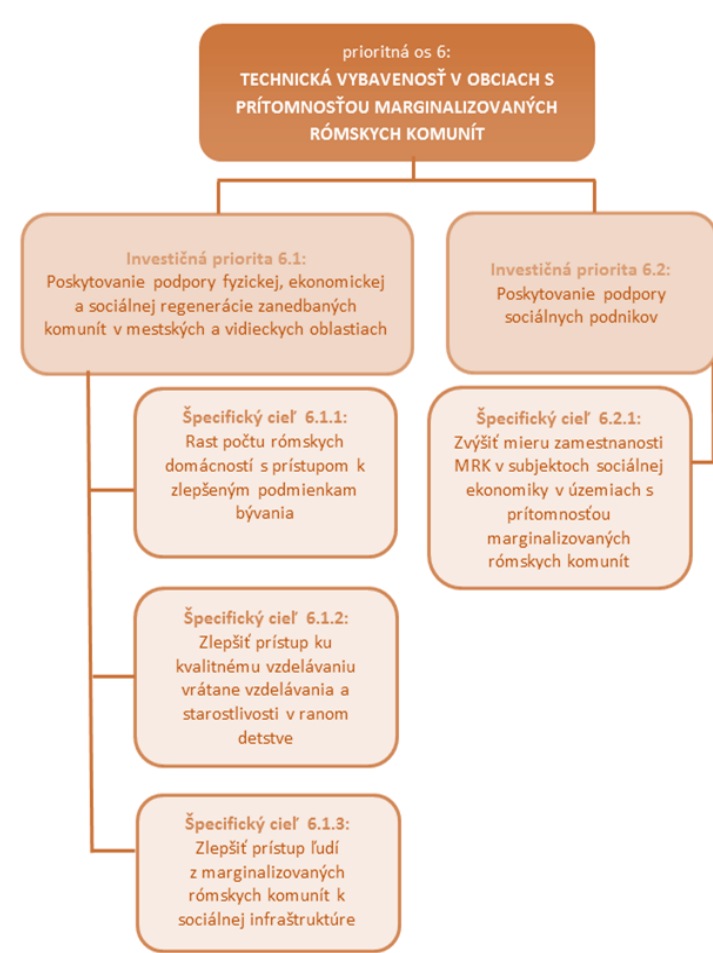 prioritná os 6:
TECHNICKÁ VYBAVENOSŤ V OBCIACH S
PRÍTOMNOSŤOU MARGINALIZOVANÝCH
RÓMSKYCH KOMUNÍT
Investičná priorita 6.1:
Poskytovanie podpory fyzickej, ekonomickej
a sociálnej regenerácie zanedbaných
komunít v mestských a vidieckych oblastiach
Investičná priorita 6.2:
Poskytovanie podpory
sociálnych podnikov
Špecifický cieľ 6.1.1:
Rast počtu rómskych
domácností s prístupom k
zlepšeným podmienkam
bývania
Špecifický cieľ 6.2.1:
Zvýšiť mieru zamestnanosti
MRK v subjektoch sociálnej
ekonomiky v územiach s
prítomnosťou
marginalizovaných
rómskych komunít
Špecifický cieľ 6.1.2:
Zlepšiť prístup ku
kvalitnému vzdelávaniu
vrátane vzdelávania a
starostlivosti v ranom
detstve
Špecifický cieľ 6.1.3:
Zlepšiť prístup ľudí
z marginalizovaných
rómskych komunít k
sociálnej infraštruktúre